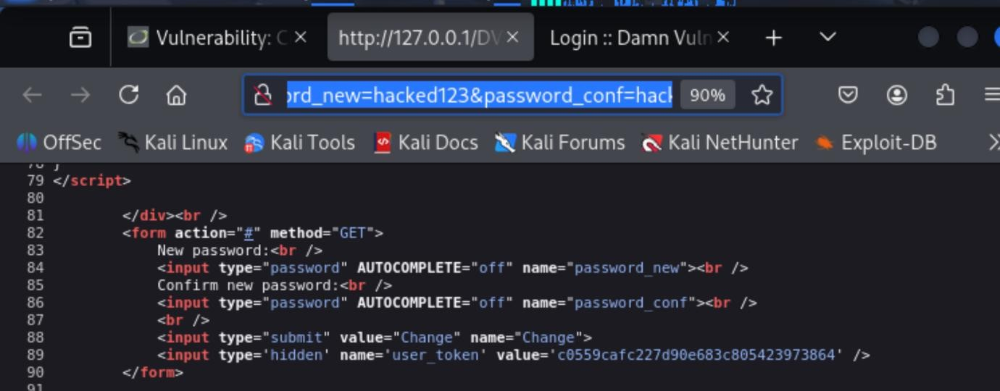 Vulnerability: C
http://127.0.0.1/DV
Login :: Damn Vuln
ord_new=hacked123&password_conf=hack
90%
OffSec Kali Linux Kali Tools Kali Docs Kali Forums Kali NetHunter Exploit-DB
78 }
79 </script>
80
81 </div><br />
82 <form action="#" method="GET">
83 New password:<br />
84 <input type="password" AUTOCOMPLETE="off" name="password_new"><br />
85 Confirm new password:<br />
86 <input type="password" AUTOCOMPLETE="off" name="password_conf"><br />
87 <br />
88 <input type="submit" value="Change" name="Change">
89 <input type='hidden' name='user_token' value='c0559cafc227d90e683c805423973864' />
90 </form>
91